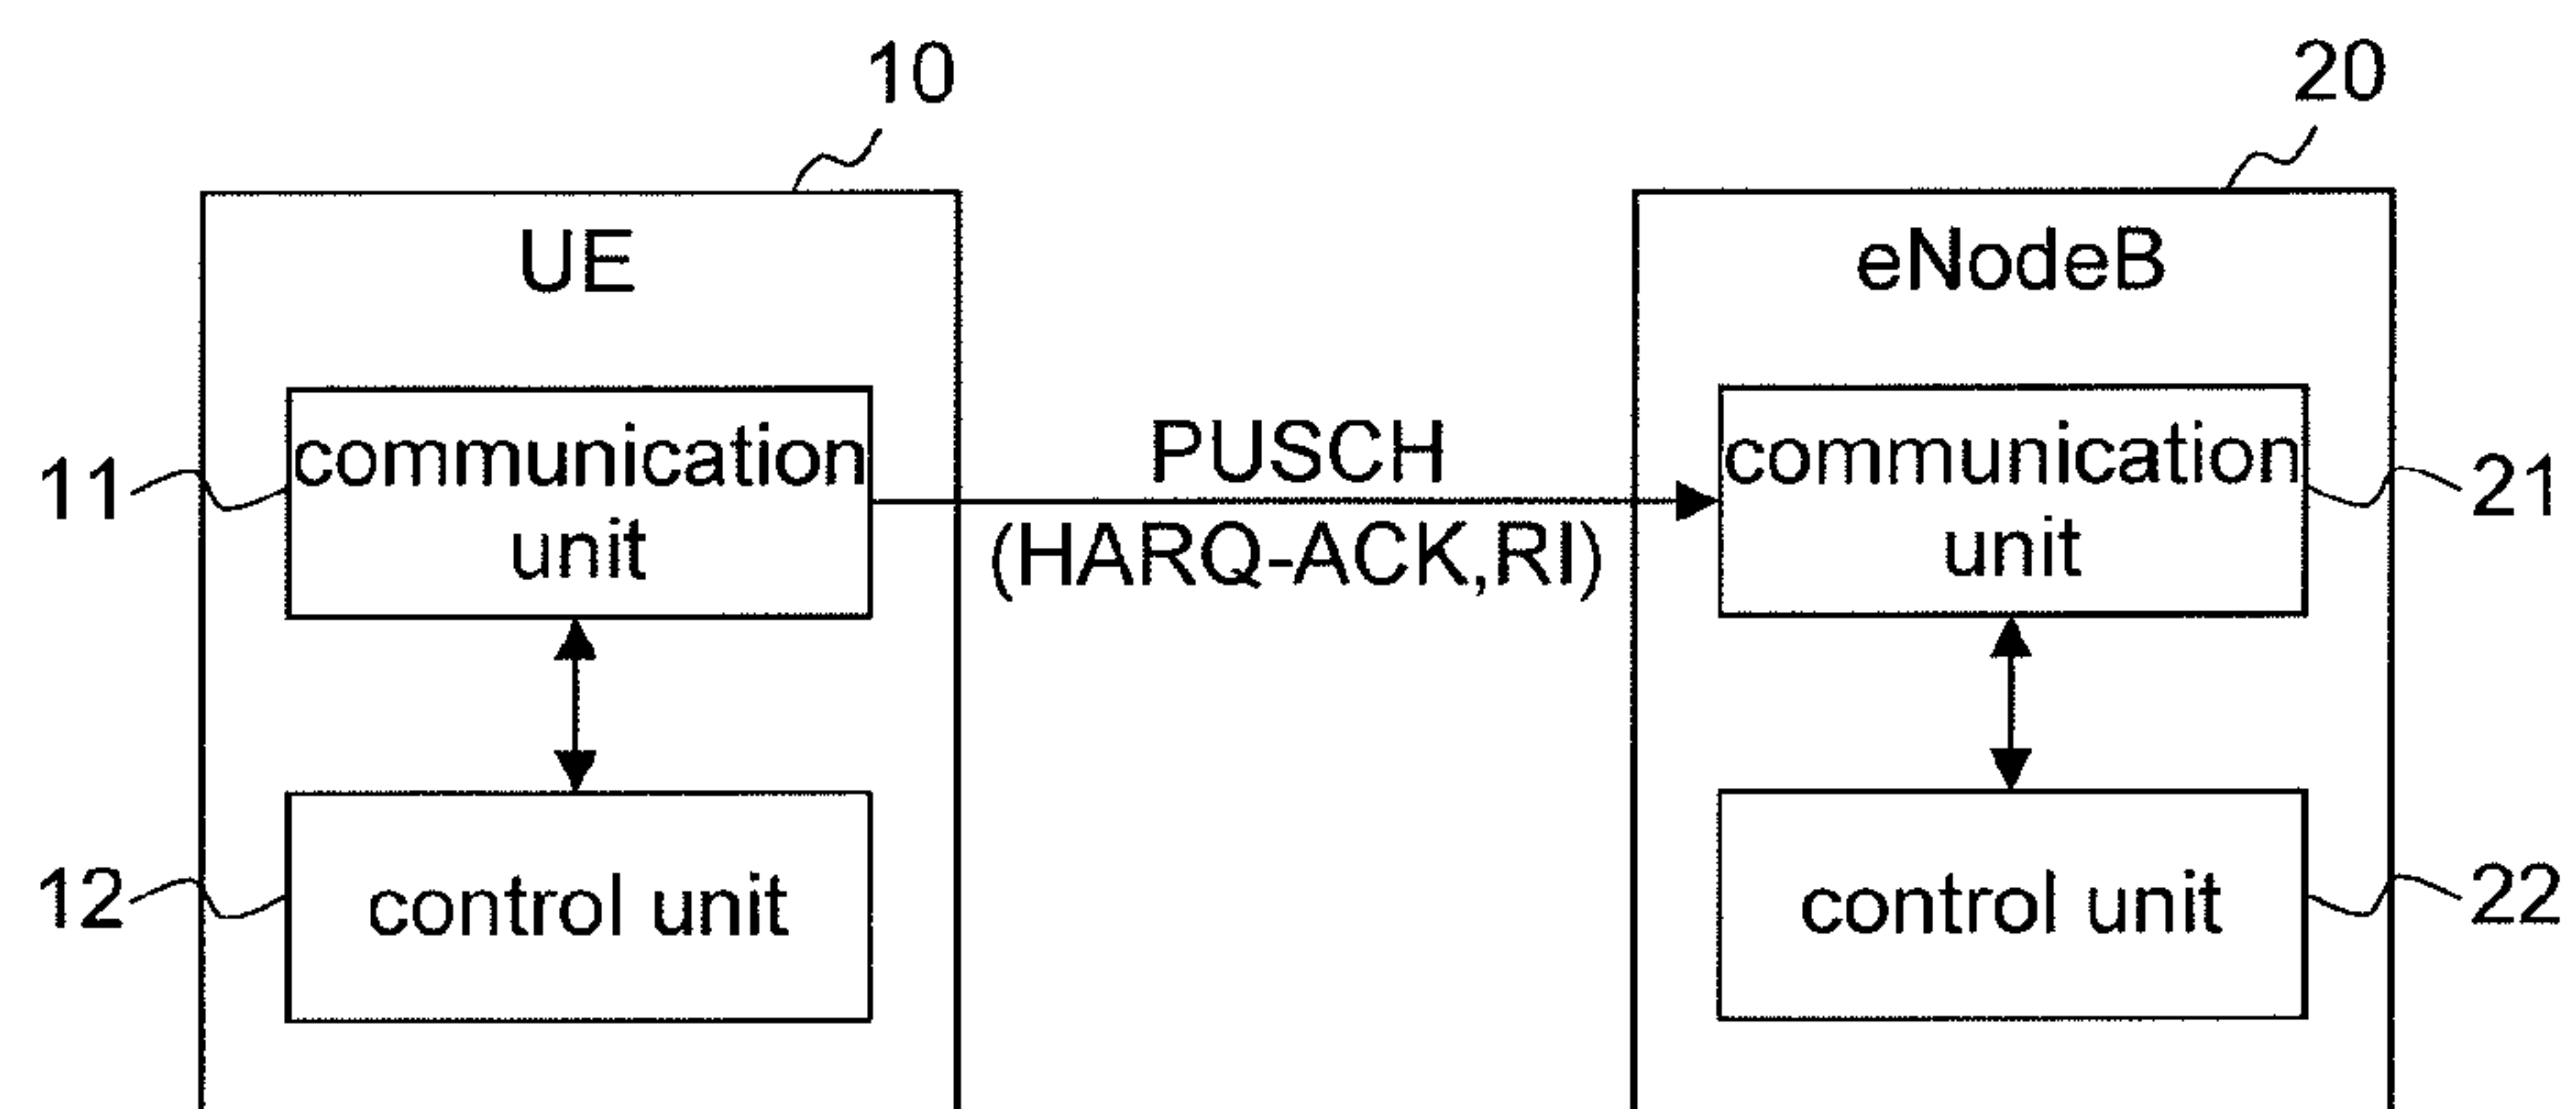 10
20
UE
eNodeB
communication
unit
11
PUSCH
(HARQ-ACK,RI)
communication
unit
21
12
control unit
control unit
22